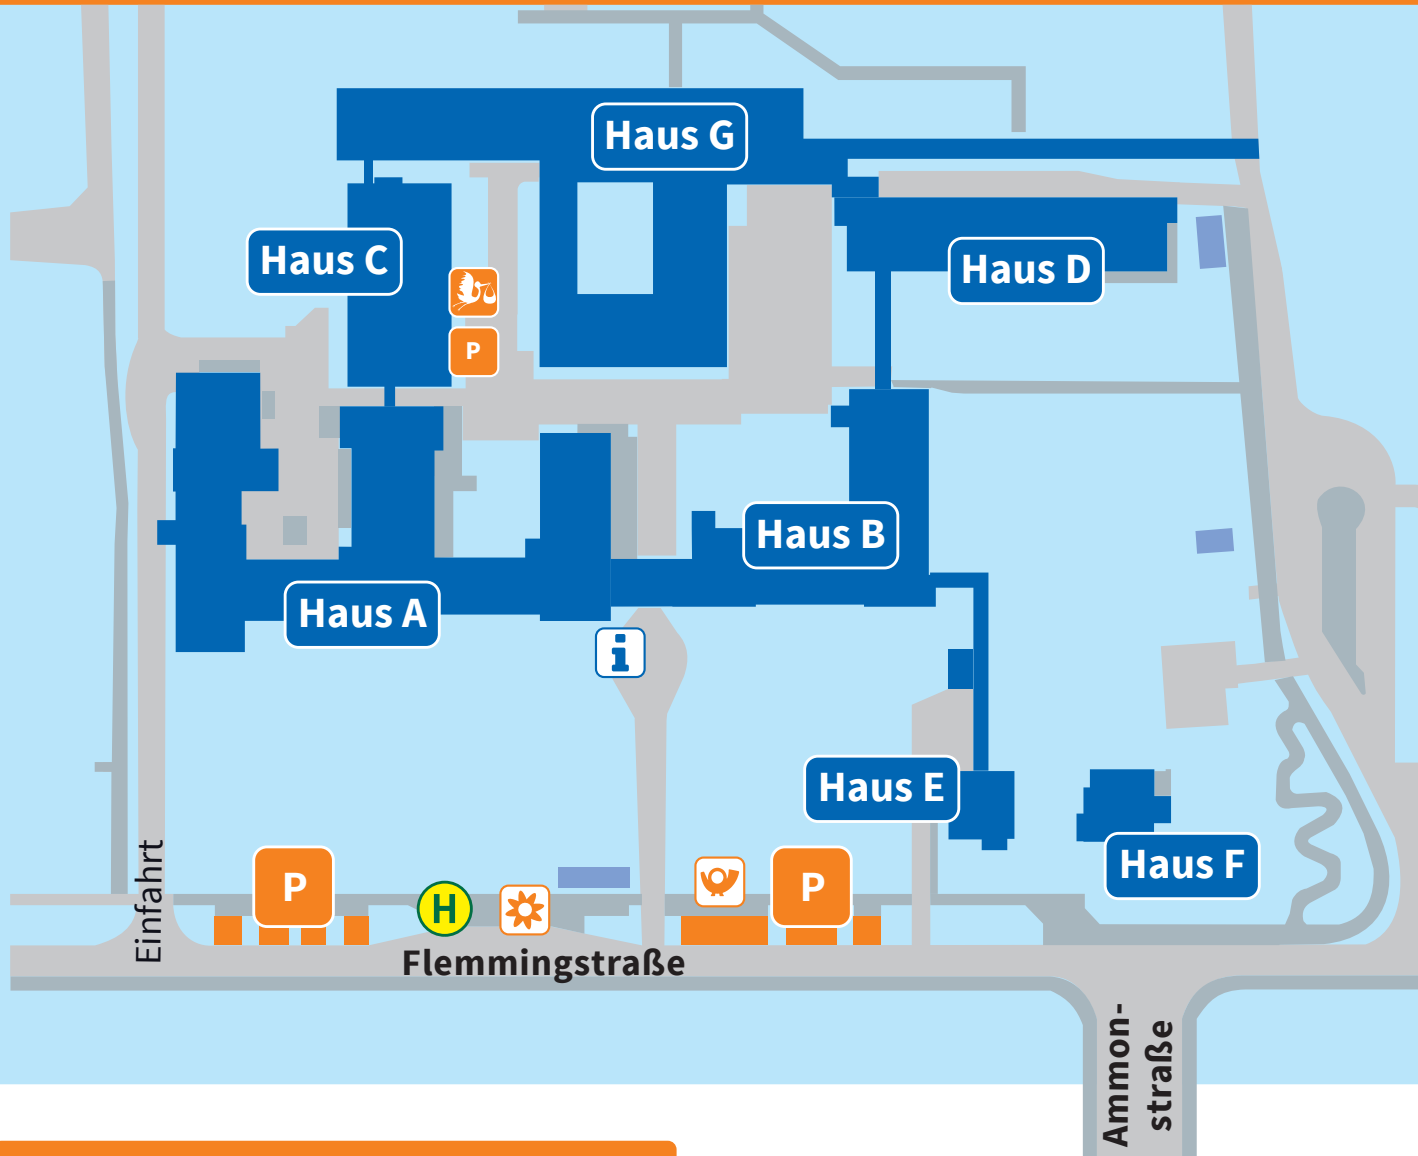 Haus G
Haus C
Haus D
P
Haus B
Haus A
i
Haus E
Haus F
P
H
P
Einfahrt
Flemmingstraße
Ammon-
straße